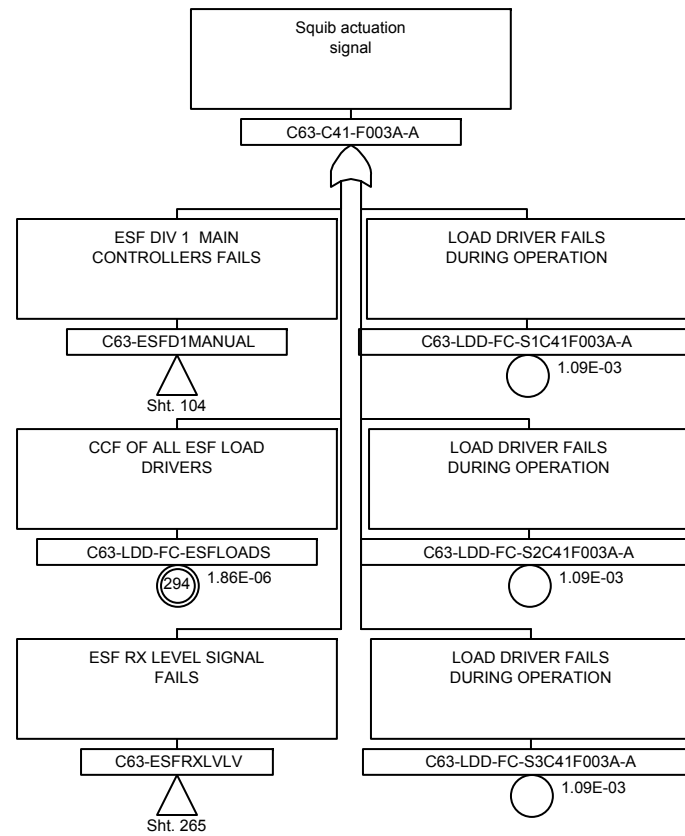 Squib actuation
signal
C63-C41-F003A-A
ESF DIV 1 MAIN
CONTROLLERS FAILS
C63-ESFD1MANUAL
Sht. 104
LOAD DRIVER FAILS
DURING OPERATION
C63-LDD-FC-S1C41F003A-A
1.09E-03
CCF OF ALL ESF LOAD
DRIVERS
C63-LDD-FC-ESFLOADS
294
1.86E-06
LOAD DRIVER FAILS
DURING OPERATION
C63-LDD-FC-S2C41F003A-A
1.09E-03
ESF RX LEVEL SIGNAL
FAILS
C63-ESFRXLVLV
Sht. 265
LOAD DRIVER FAILS
DURING OPERATION
C63-LDD-FC-S3C41F003A-A
1.09E-03